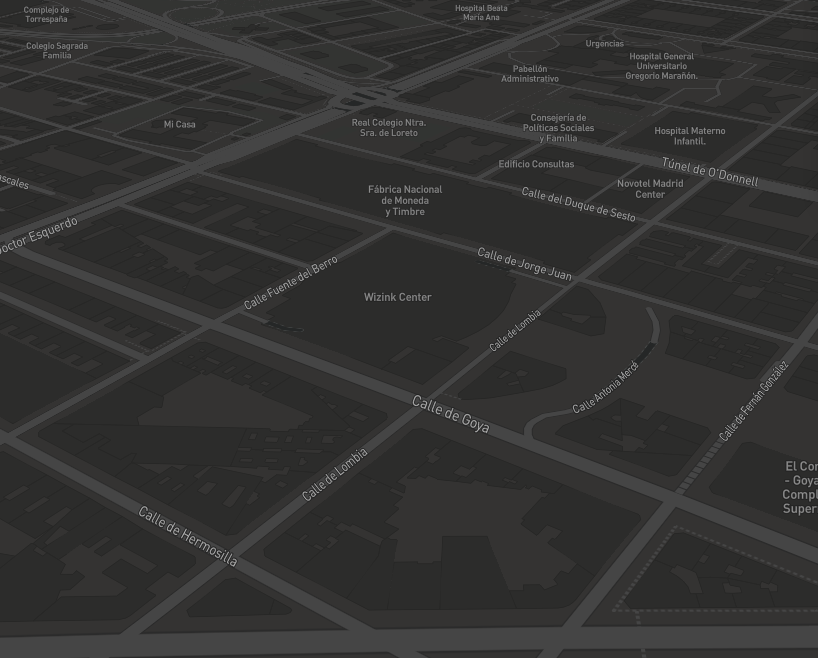 Complejo de
Torrespaña
Hospital Beata
María Ana
Colegio Sagrada
Familia
Urgencias
Hospital General
Universitario
Gregorio Marañón.
Pabellón
Administrativo
Mi Casa
Real Colegio Ntra.
Sra. de Loreto
Consejería de
Políticas Sociales
y Familia
Hospital Materno
Infantil.
Edificio Consultas
Túnel de O'Donnell
Fábrica Nacional
de Moneda
y Timbre
Novotel Madrid
Center
Calle del Duque de Sesto
Doctor Esquerdo
Calle de Jorge Juan
Calle Fuente del Berro
Wizink Center
Calle de Lombia
Calle Antonia Mercé
Calle de Fernán González
Calle de Goya
Calle de Lombia
El Cor
- Goya
Compl
Super
Calle de Hermosilla